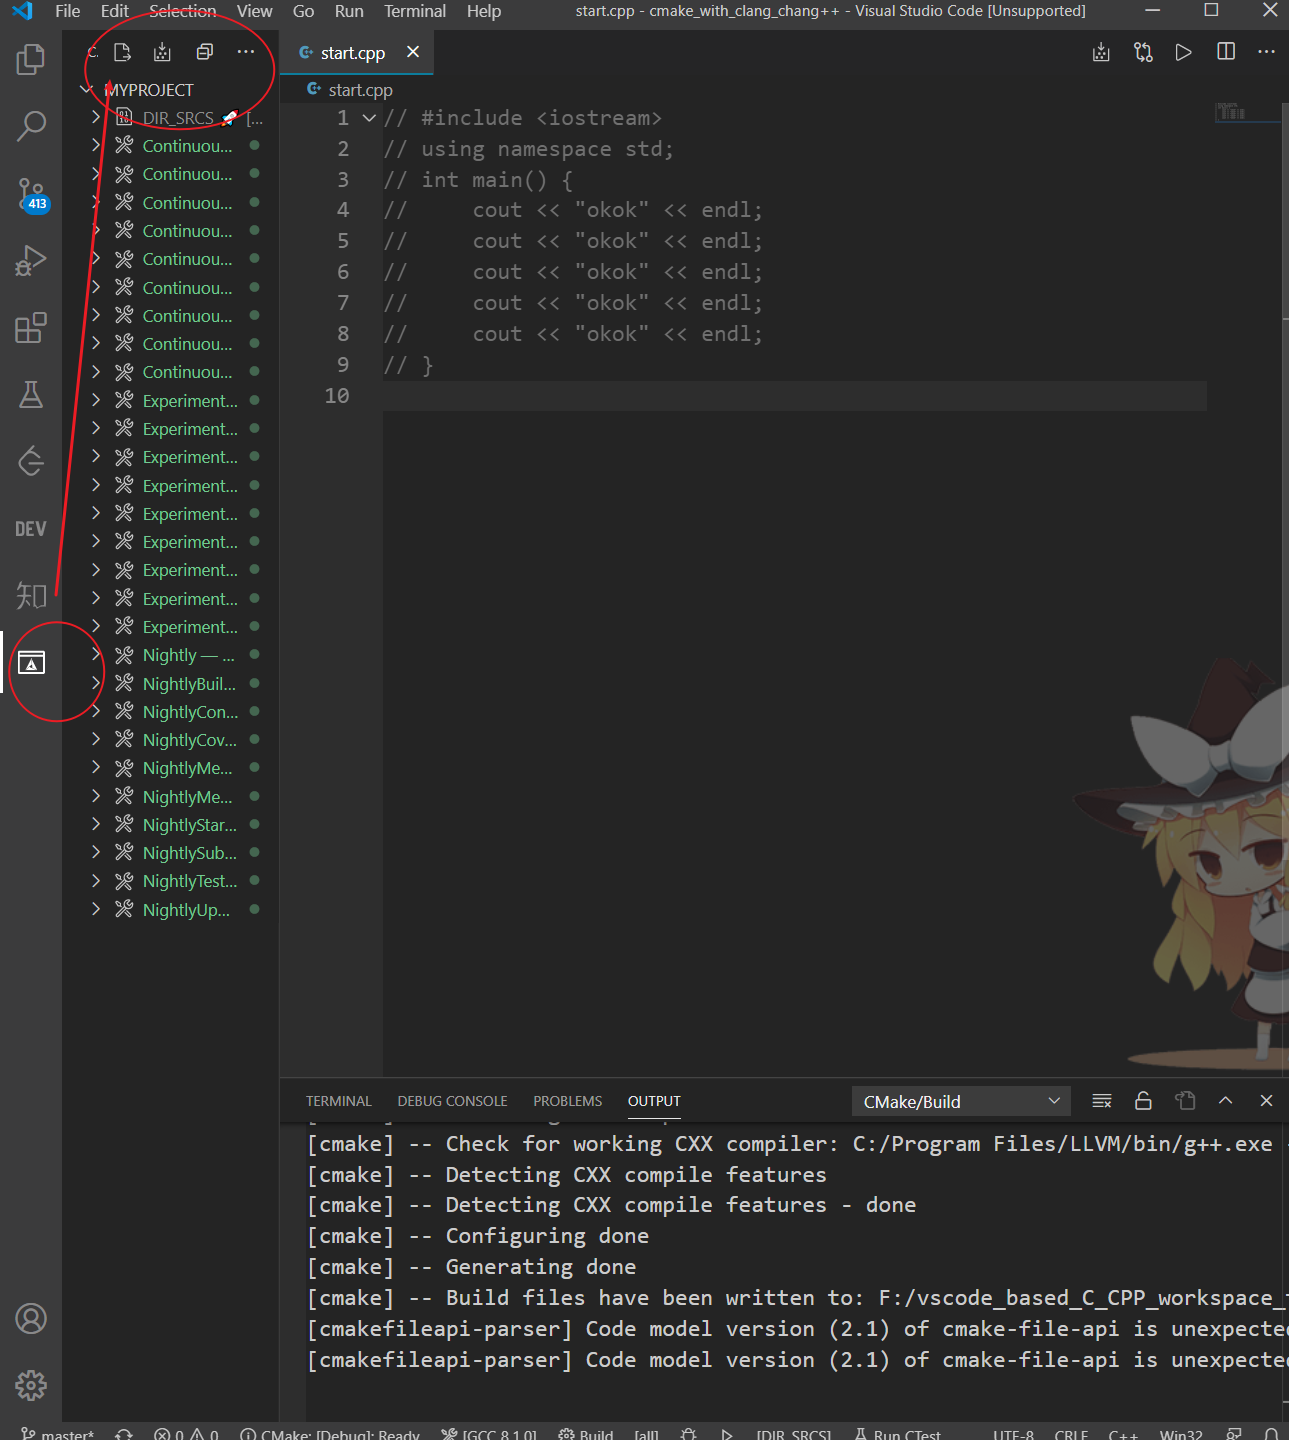 File Edit Selection View Go Run Terminal Help start.cpp - cmake_with_clang_chang++ - Visual Studio Code [Unsupported]
start.cpp
MYPROJECT
start.cpp
DIR_SRCS [...
Continuou...
Continuou...
Continuou...
Continuou...
Continuou...
Continuou...
Continuou...
Continuou...
Continuou...
Experiment...
Experiment...
Experiment...
Experiment...
Experiment...
Experiment...
Experiment...
Experiment...
Experiment...
Nightly — ...
NightlyBuil...
NightlyCon...
NightlyCov...
NightlyMe...
NightlyMe...
NightlyStar...
NightlySub...
NightlyTest...
NightlyUp...
413
DEV
知
1 // #include <iostream>
2 // using namespace std;
3 // int main() {
4 //     cout << "okok" << endl;
5 //     cout << "okok" << endl;
6 //     cout << "okok" << endl;
7 //     cout << "okok" << endl;
8 //     cout << "okok" << endl;
9 // }
10
TERMINAL DEBUG CONSOLE PROBLEMS OUTPUT CMake/Build
[cmake] -- Check for working CXX compiler: C:/Program Files/LLVM/bin/g++.exe
[cmake] -- Detecting CXX compile features
[cmake] -- Detecting CXX compile features - done
[cmake] -- Configuring done
[cmake] -- Generating done
[cmake] -- Build files have been written to: F:/vscode_based_C_CPP_workspace_
[cmakefileapi-parser] Code model version (2.1) of cmake-file-api is unexpected
[cmakefileapi-parser] Code model version (2.1) of cmake-file-api is unexpected
master* 0 0 CMake: [Debug]: Ready [GCC 8.1.0] Build [all] [DIR_SRCS] Run CTest UTF-8 CRLF C++ Win32